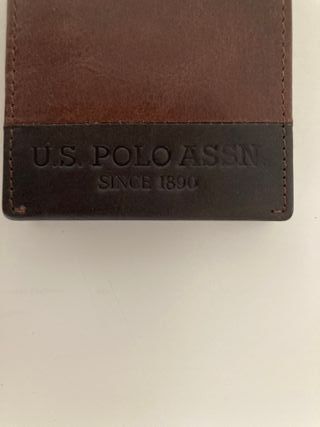 U.S. POLO ASSN.
SINCE 1890